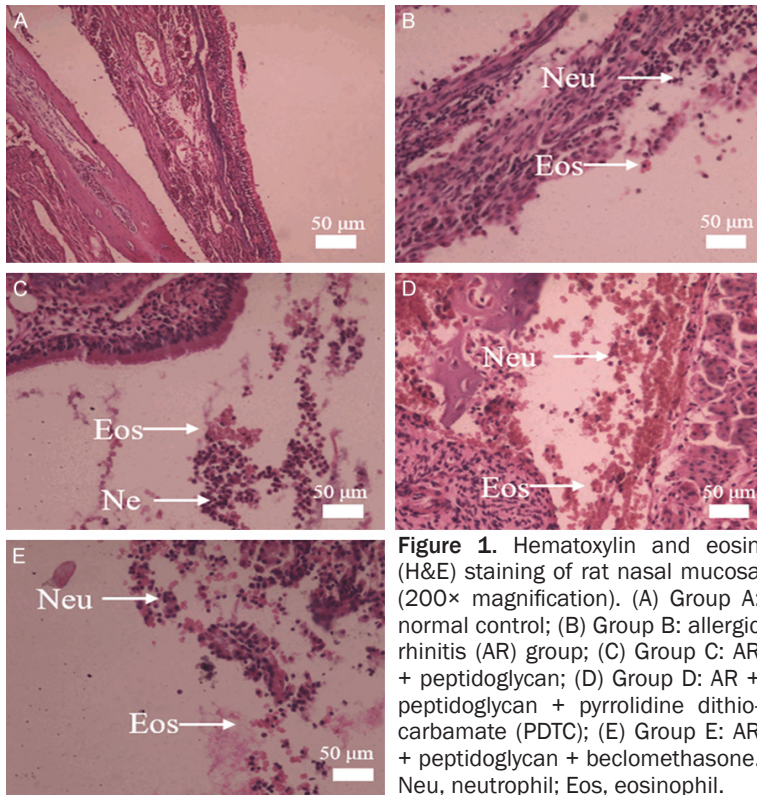 A
50 µm
B
Neu
Eos
50 µm
C
Eos
Ne
50 µm
D
Neu
Eos
50 µm
E
Neu
Eos
50 µm
Figure 1. Hematoxylin and eosin
(H&E) staining of rat nasal mucosa
(200× magnification). (A) Group A:
normal control; (B) Group B: allergic
rhinitis (AR) group; (C) Group C: AR
+ peptidoglycan; (D) Group D: AR +
peptidoglycan + pyrrolidine dithio-
carbamate (PDTC); (E) Group E: AR
+ peptidoglycan + beclomethasone.
Neu, neutrophil; Eos, eosinophil.